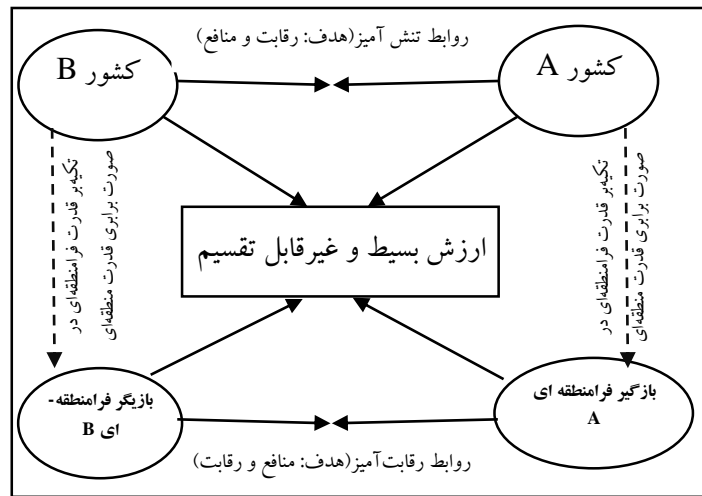 روابط تنش آمیز(هدف: رقابت و منافع)
کشور A
کشور B
تکیه‌بر قدرت فرامنطقه‌ای در
صورت برابری قدرت منطقه‌ای
تکیه‌بر قدرت فرامنطقه‌ای در
صورت برابری قدرت منطقه‌ای
ارزش بسیط و غیرقابل تقسیم
بازگیر فرامنطقه ای
A
بازیگر فرامنطقه-
ای B
روابط رقابت‌آمیز(هدف: منافع و رقابت)